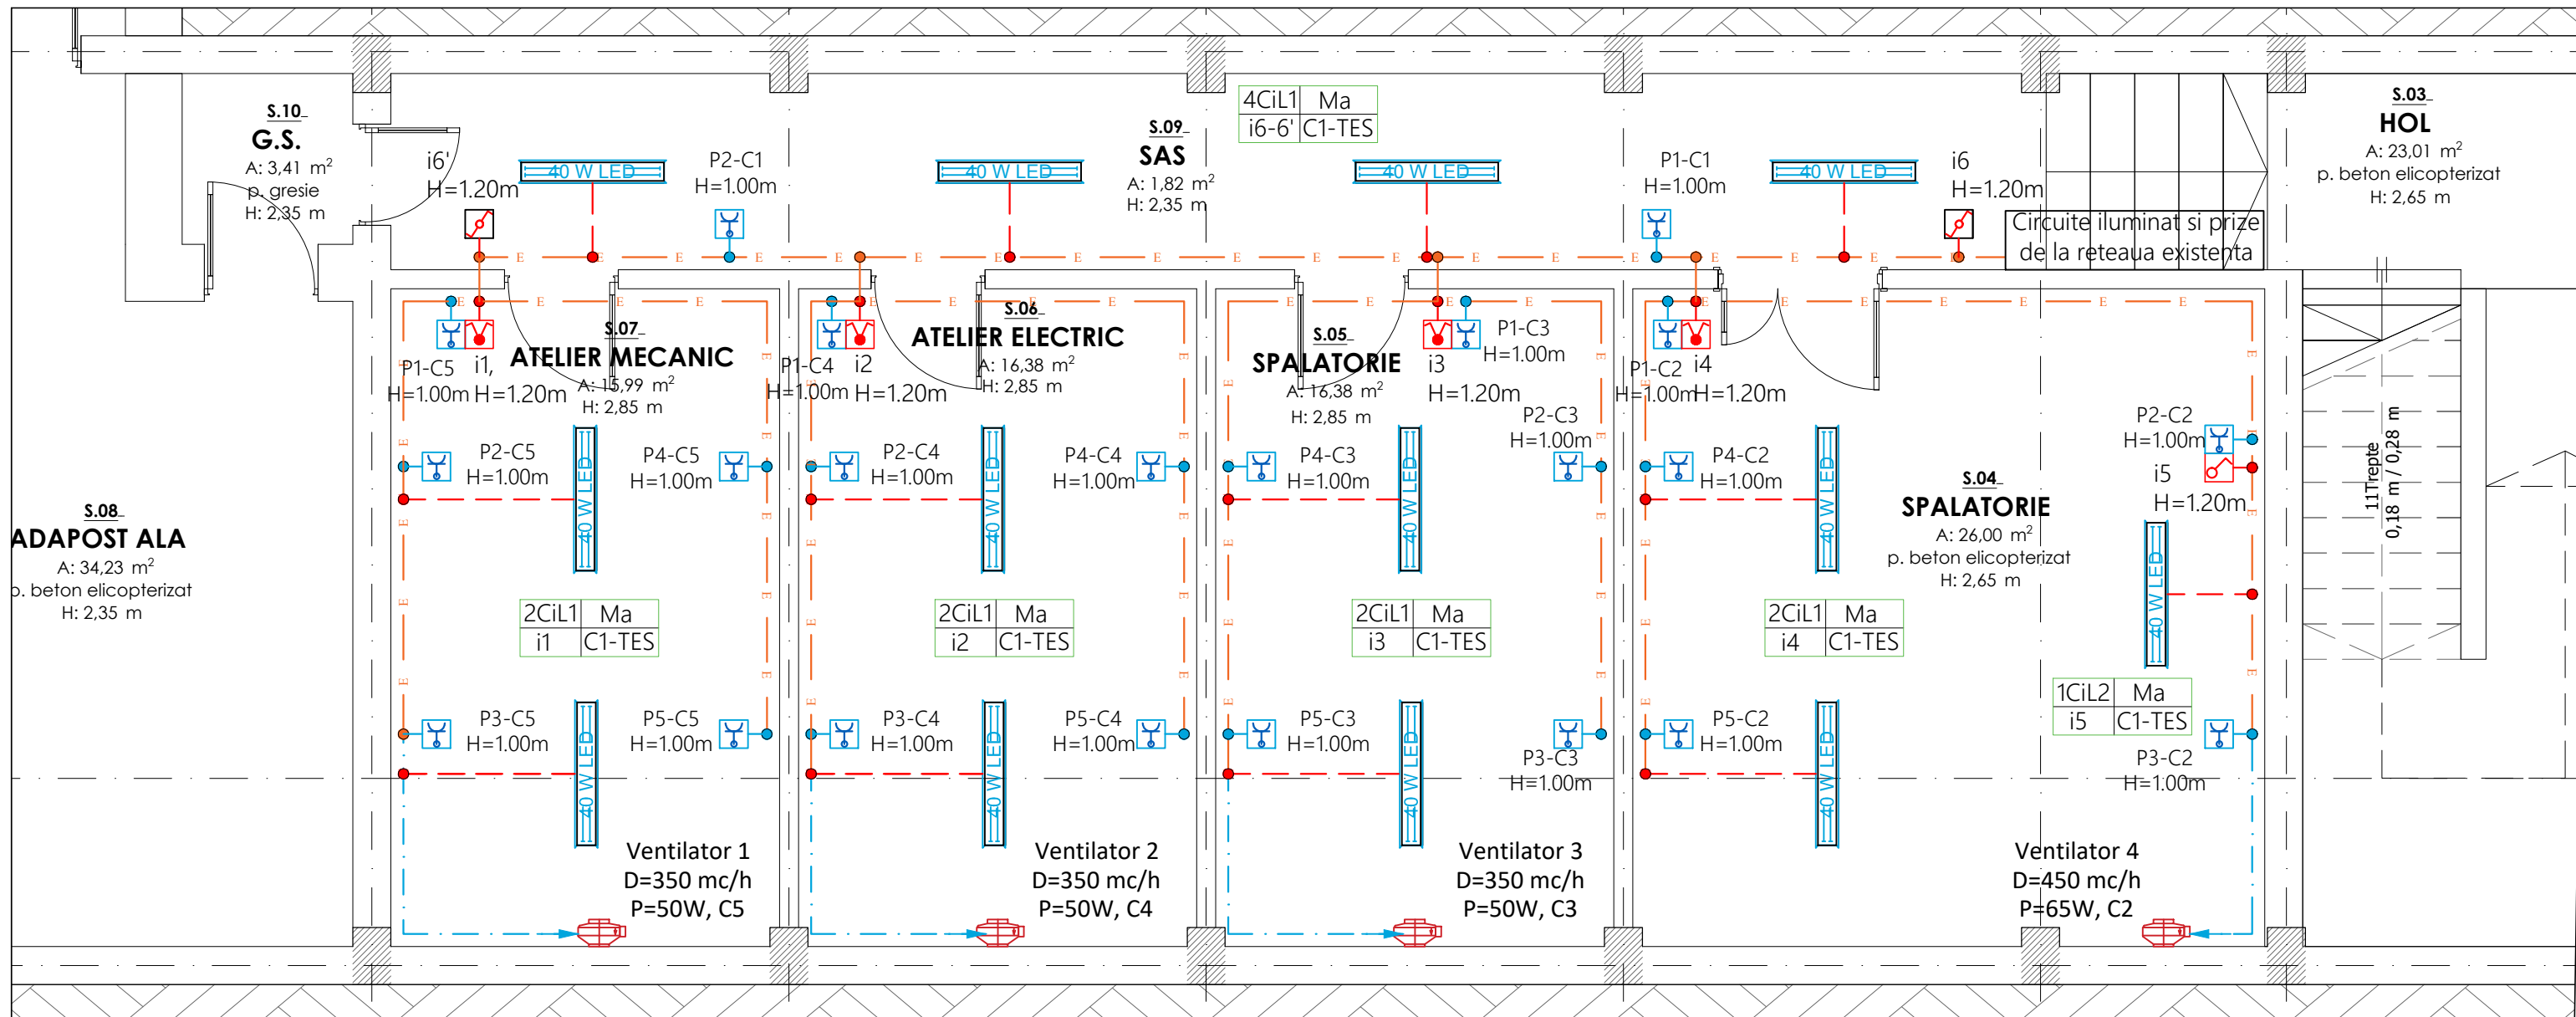 S.10
G.S.
A: 3,41 m²
p. gresie
H: 2,35 m
i6'
H=1.20m
40 W LED
P2-C1
H=1.00m
40 W LED
S.09
SAS
A: 1,82 m²
H: 2,35 m
4CiL1 Ma
i6-6' C1-TES
40 W LED
P1-C1
H=1.00m
40 W LED
i6
H=1.20m
Circuite iluminat si prize
de la reteaua existenta
S.03
HOL
A: 23,01 m²
p. beton elicopterizat
H: 2,65 m
S.08
ADAPOST ALA
A: 34,23 m²
p. beton elicopterizat
H: 2,35 m
S.07
ATELIER MECANIC
A: 15,99 m²
H: 2,85 m
P1-C5
H=1.00m
i1,
H=1.20m
P2-C5
H=1.00m
P4-C5
H=1.00m
40 W LED
2CiL1 Ma
i1 C1-TES
P3-C5
H=1.00m
P5-C5
H=1.00m
40 W LED
Ventilator 1
D=350 mc/h
P=50W, C5
S.06
ATELIER ELECTRIC
A: 16,38 m²
H: 2,85 m
P1-C4
H=1.00m
i2
H=1.20m
P2-C4
H=1.00m
P4-C4
H=1.00m
40 W LED
2CiL1 Ma
i2 C1-TES
P3-C4
H=1.00m
P5-C4
H=1.00m
40 W LED
Ventilator 2
D=350 mc/h
P=50W, C4
S.05
SPALATORIE
A: 16,38 m²
H: 2,85 m
i3
H=1.20m
P1-C3
H=1.00m
P2-C3
H=1.00m
P4-C3
H=1.00m
40 W LED
2CiL1 Ma
i3 C1-TES
P5-C3
H=1.00m
P3-C3
H=1.00m
40 W LED
Ventilator 3
D=350 mc/h
P=50W, C3
P1-C2
H=1.00m
i4
H=1.20m
P4-C2
H=1.00m
40 W LED
S.04
SPALATORIE
A: 26,00 m²
p. beton elicopterizat
H: 2,65 m
P2-C2
H=1.00m
i5
H=1.20m
40 W LED
2CiL1 Ma
i4 C1-TES
1CiL2 Ma
i5 C1-TES
P5-C2
H=1.00m
P3-C2
H=1.00m
40 W LED
Ventilator 4
D=450 mc/h
P=65W, C2
11Trepte
0,18 m / 0,28 m